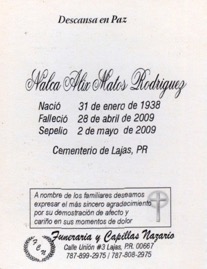 Descansa en Paz
Nalca Alix Matos Rodriguez
Nació 31 de enero de 1938
Falleció 28 de abril de 2009
Sepelio 2 de mayo de 2009
Cementerio de Lajas, PR
A nombre de los familiares deseamos
expresar el más sincero agradecimiento
por su demostración de afecto y
cariño en sus momentos de dolor
Funeraria y Capillas Nazario
Calle Unión #3 Lajas, PR. 00667
787-899-2975 / 787-808-2975